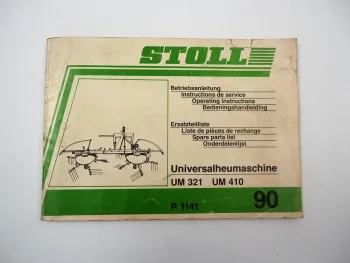 STOLL
Betriebsanleitung
Instructions de service
Operating instructions
Bedieningshandleiding
Ersatzteilliste
Liste de pièces de rechange
Spare parts list
Onderdelenlijst
Universalheumaschine
UM 321 UM 410
P 1141
90